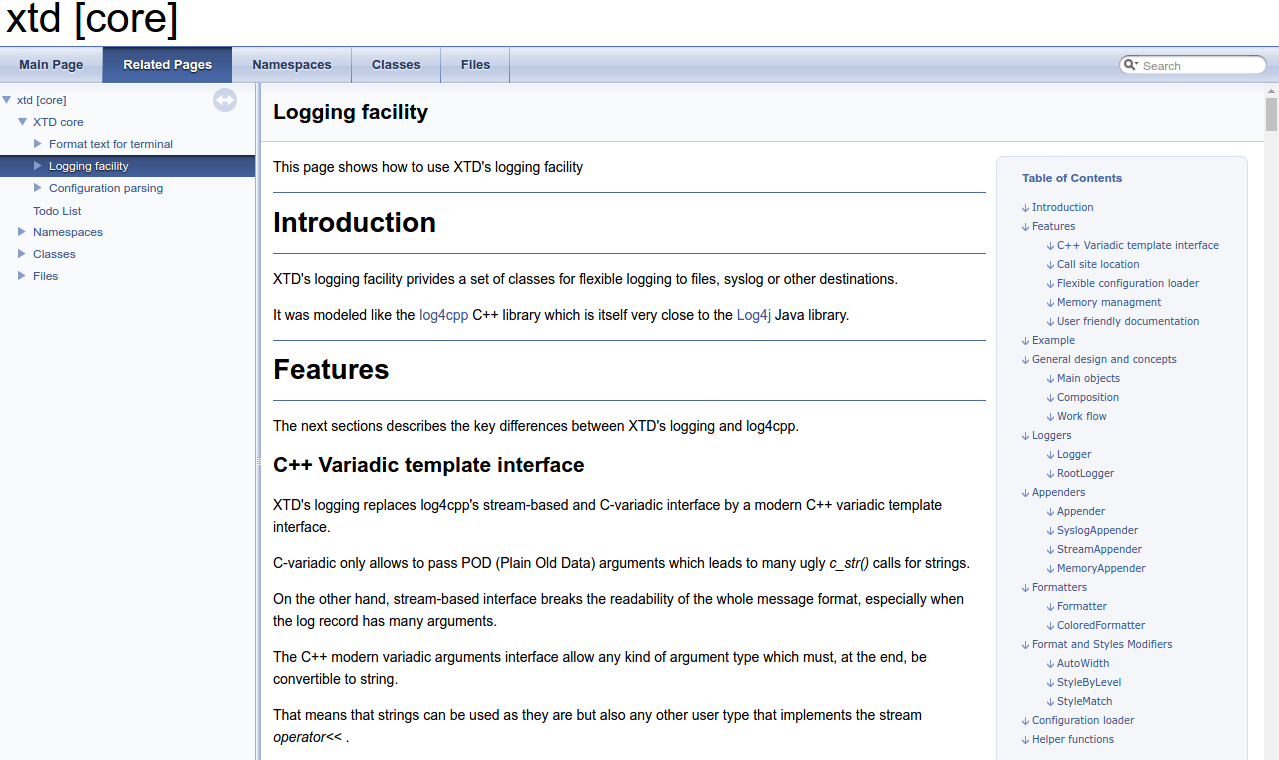 xtd [core]
Main Page
Related Pages
Namespaces
Classes
Files
Search
xtd [core]
XTD core
Format text for terminal
Logging facility
Configuration parsing
Todo List
Namespaces
Classes
Files
Logging facility
This page shows how to use XTD's logging facility
Introduction
XTD's logging facility privides a set of classes for flexible logging to files, syslog or other destinations.
It was modeled like the log4cpp C++ library which is itself very close to the Log4j Java library.
Features
The next sections describes the key differences between XTD's logging and log4cpp.
C++ Variadic template interface
XTD's logging replaces log4cpp's stream-based and C-variadic interface by a modern C++ variadic template
interface.
C-variadic only allows to pass POD (Plain Old Data) arguments which leads to many ugly c_str() calls for strings.
On the other hand, stream-based interface breaks the readability of the whole message format, especially when
the log record has many arguments.
The C++ modern variadic arguments interface allow any kind of argument type which must, at the end, be
convertible to string.
That means that strings can be used as they are but also any other user type that implements the stream
operator<< .
Table of Contents
↓ Introduction
↓ Features
↓ C++ Variadic template interface
↓ Call site location
↓ Flexible configuration loader
↓ Memory managment
↓ User friendly documentation
↓ Example
↓ General design and concepts
↓ Main objects
↓ Composition
↓ Work flow
↓ Loggers
↓ Logger
↓ RootLogger
↓ Appenders
↓ Appender
↓ SyslogAppender
↓ StreamAppender
↓ MemoryAppender
↓ Formatters
↓ Formatter
↓ ColoredFormatter
↓ Format and Styles Modifiers
↓ AutoWidth
↓ StyleByLevel
↓ StyleMatch
↓ Configuration loader
↓ Helper functions